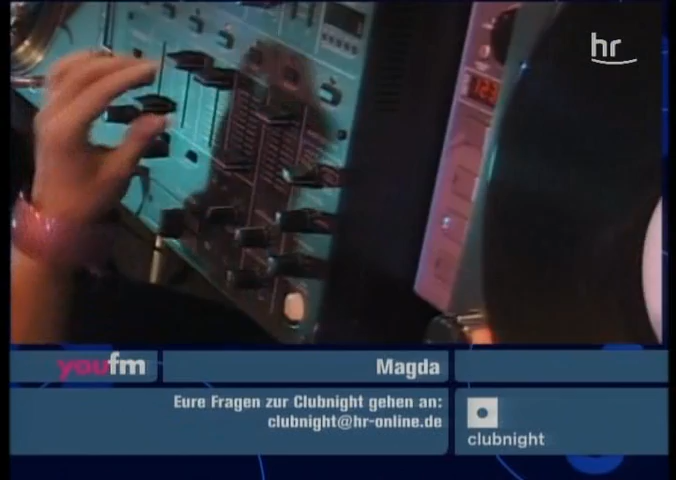 hr
youfm
Magda
Eure Fragen zur Clubnight gehen an:
clubnight@hr-online.de
clubnight